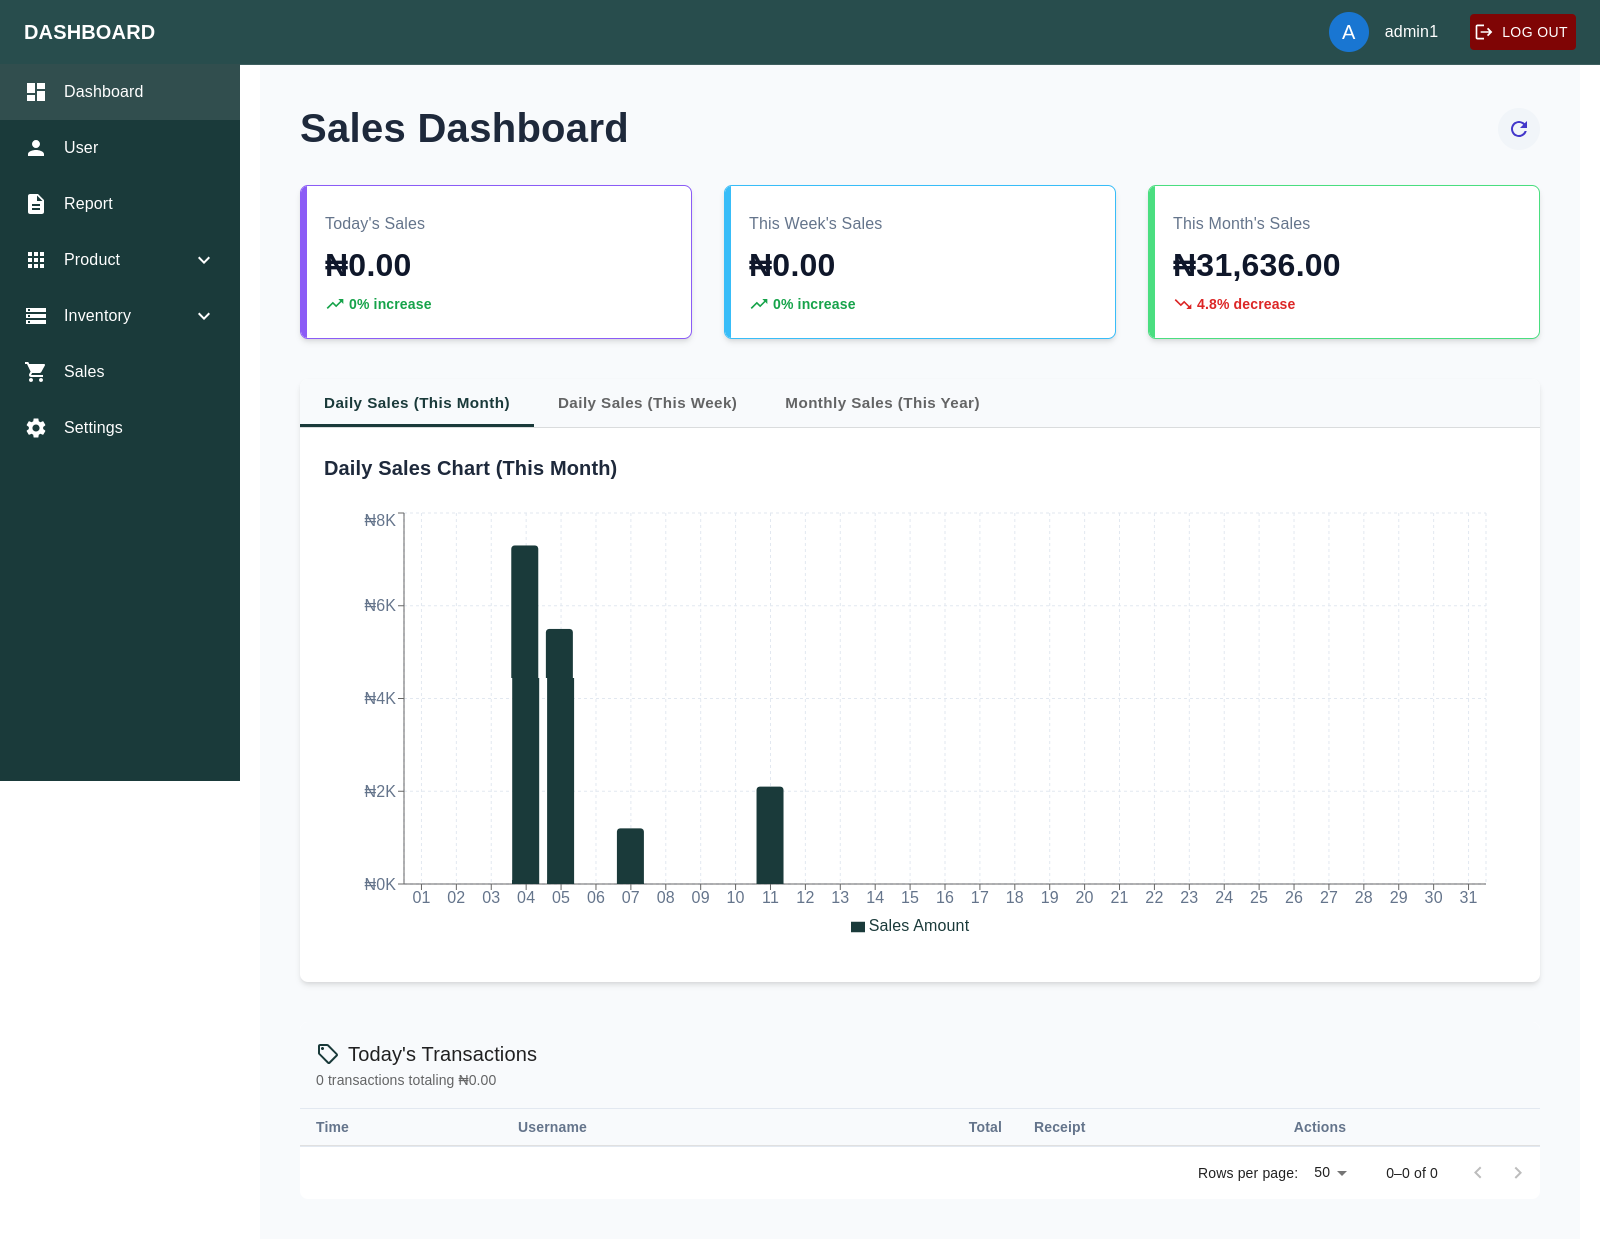 DASHBOARD
A
admin1
LOG OUT
Dashboard
User
Report
Product
Inventory
Sales
Settings
Sales Dashboard
Today's Sales
₦0.00
0% increase
This Week's Sales
₦0.00
0% increase
This Month's Sales
₦31,636.00
4.8% decrease
Daily Sales (This Month)
Daily Sales (This Week)
Monthly Sales (This Year)
Daily Sales Chart (This Month)
₦8K
₦6K
₦4K
₦2K
₦0K
01 02 03 04 05 06 07 08 09 10 11 12 13 14 15 16 17 18 19 20 21 22 23 24 25 26 27 28 29 30 31
Sales Amount
Today's Transactions
0 transactions totaling ₦0.00
Time Username Total Receipt Actions
Rows per page: 50 0–0 of 0